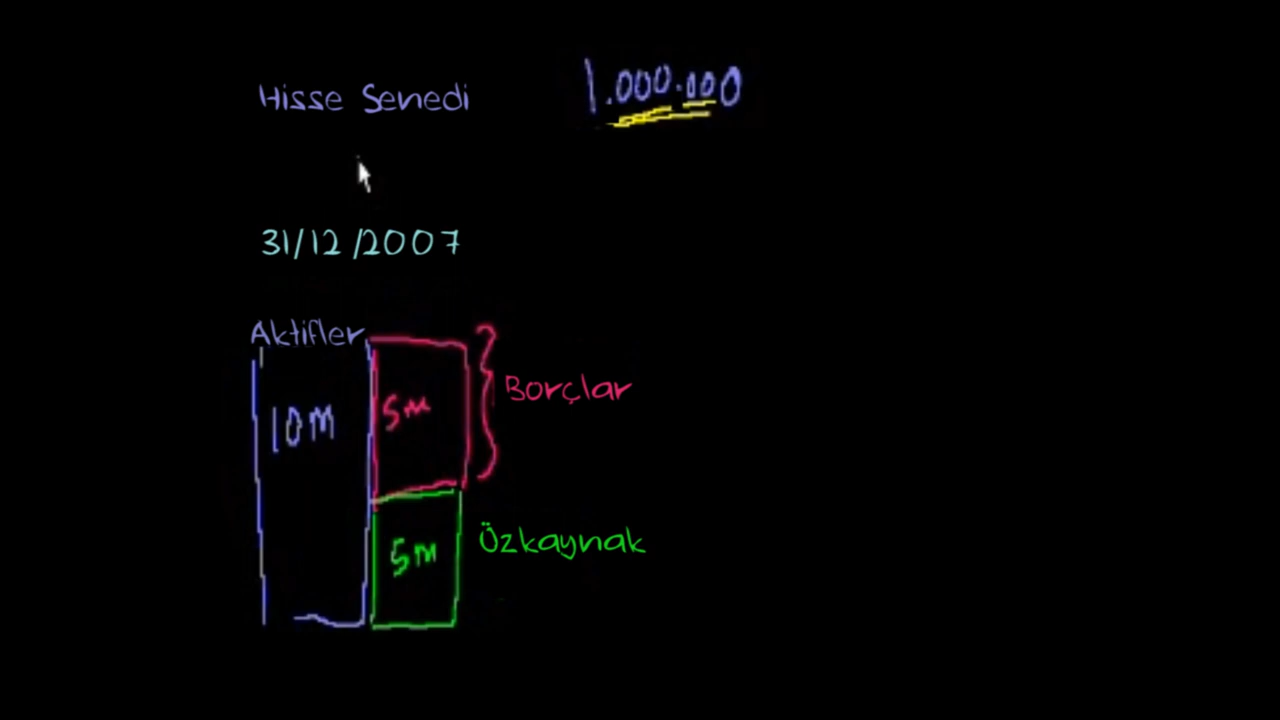 Hisse Senedi 1.000.000
31/12/2007
Aktifler
10M 5M Borçlar
5M Özkaynak